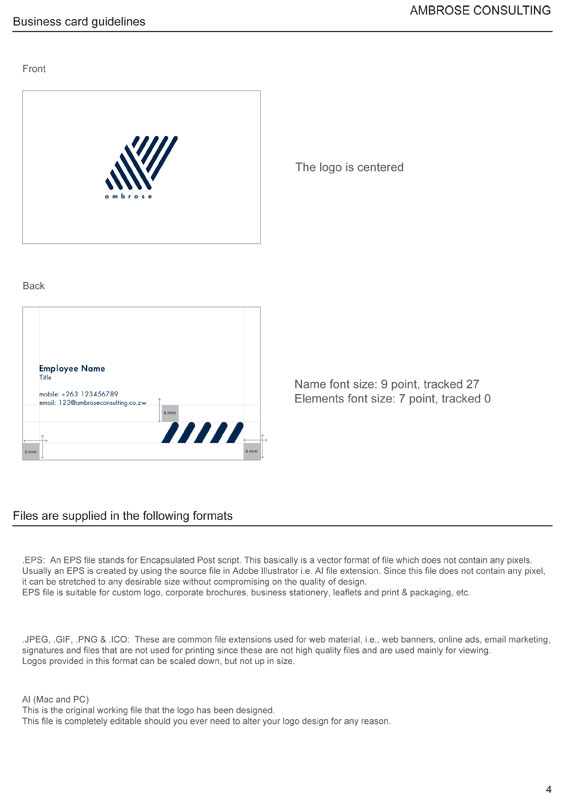 AMBROSE CONSULTING
Business card guidelines
Front
ambrose
The logo is centered
Back
Employee Name
Title
mobile: +263 123456789
email: 123@ambroseconsulting.co.zw
Name font size: 9 point, tracked 27
Elements font size: 7 point, tracked 0
Files are supplied in the following formats
.EPS: An EPS file stands for Encapsulated Post script. This basically is a vector format of file which does not contain any pixels.
Usually an EPS is created by using the source file in Adobe Illustrator i.e. AI file extension. Since this file does not contain any pixel,
it can be stretched to any desirable size without compromising on the quality of design.
EPS file is suitable for custom logo, corporate brochures, business stationery, leaflets and print & packaging, etc.
.JPEG, .GIF, .PNG & .ICO: These are common file extensions used for web material, i.e., web banners, online ads, email marketing,
signatures and files that are not used for printing since these are not high quality files and are used mainly for viewing.
Logos provided in this format can be scaled down, but not up in size.
AI (Mac and PC)
This is the original working file that the logo has been designed.
This file is completely editable should you ever need to alter your logo design for any reason.
4